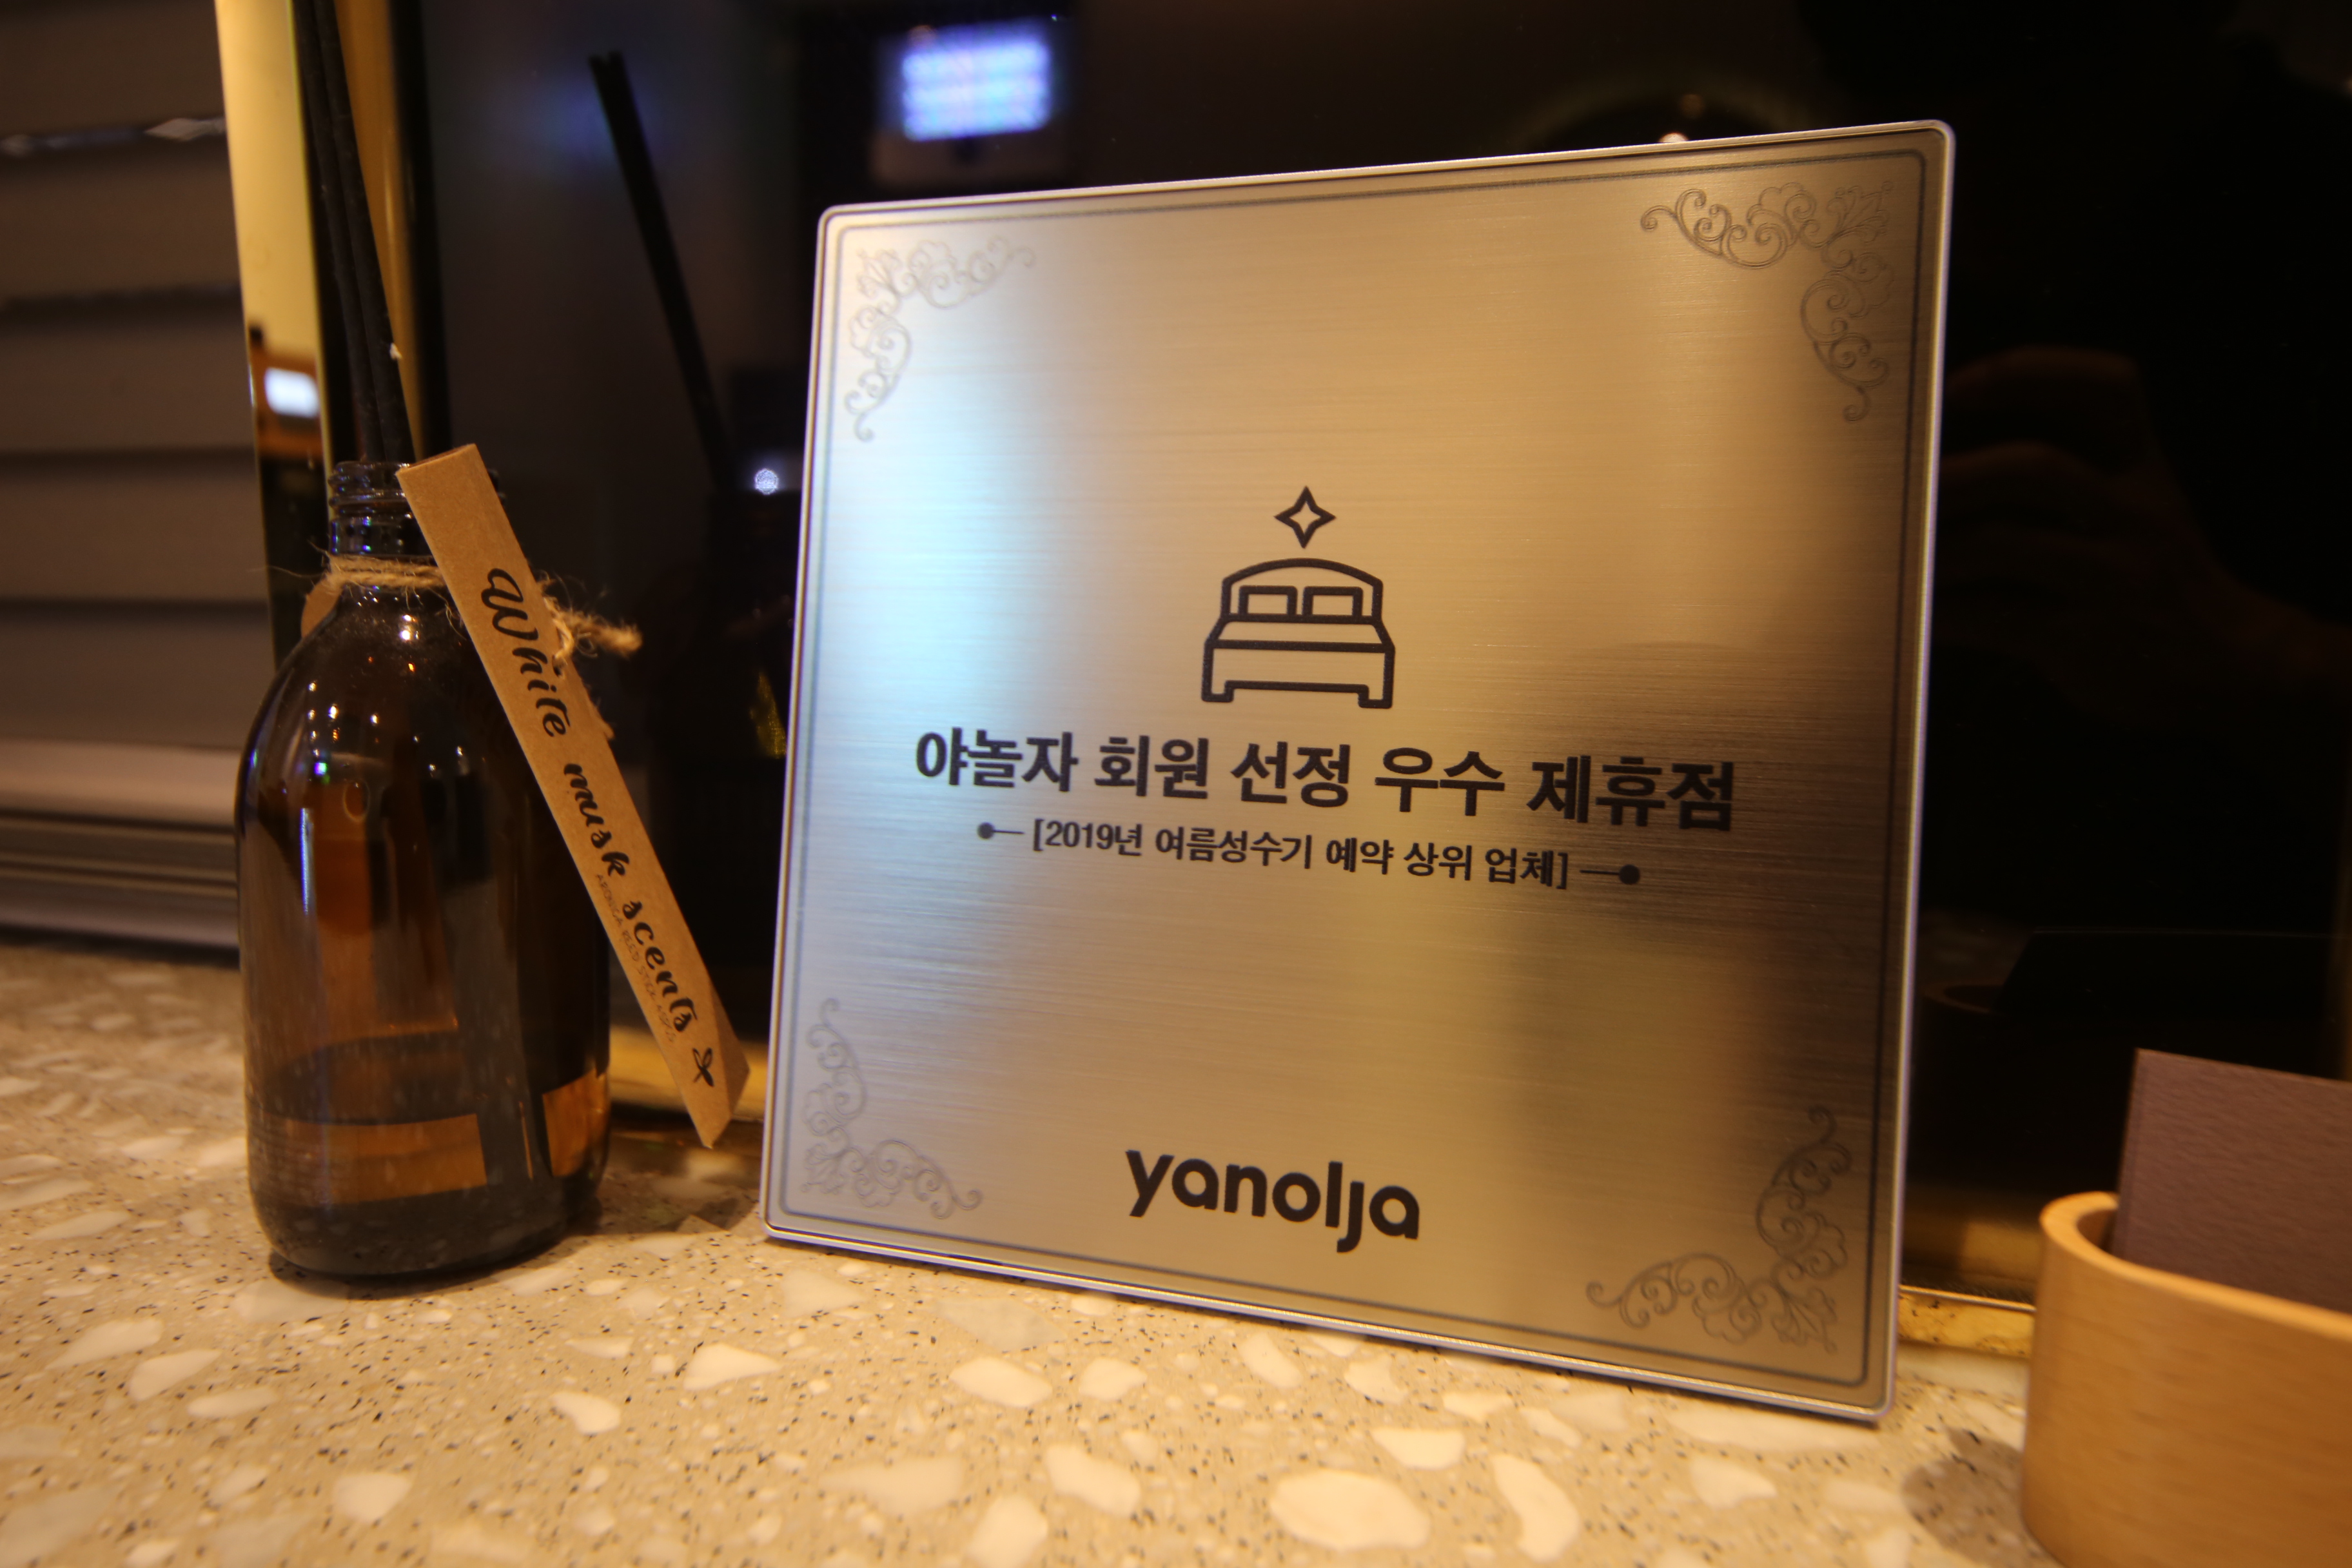 White musk scents
야놀자 회원 선정 우수 제휴점
[2019년 여름성수기 예약 상위 업체]
yanolja